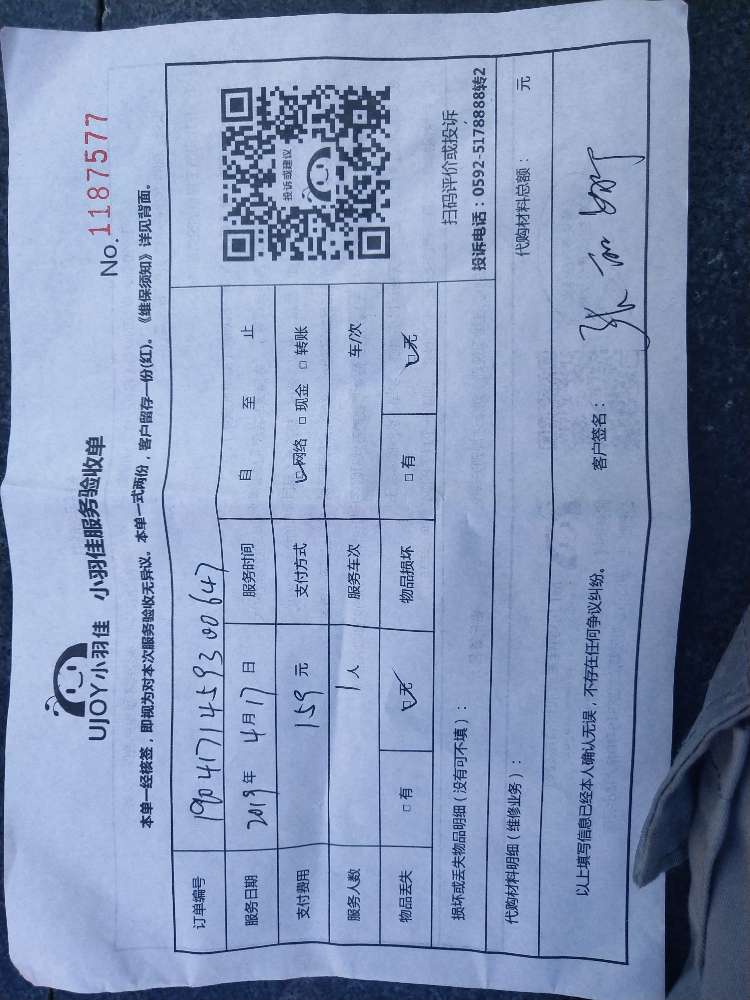 UJOY小羽佳 小羽佳服务验收单
No.1187577
本单一经核签，即视为对本次服务验收无异议。本单一式两份，客户留存一份(红)。《维保须知》详见背面。
订单编号 190417145930064​7
服务日期 2019年 4月17日 服务时间 自 至 止
支付费用 159 元 支付方式 ☑网络 □现金 □转账
服务人数 1人 服务车次 车/次
物品丢失 □有 ☑无 物品损坏 □有 ☑无
投诉或建议
扫码评价或投诉
投诉电话：0592-5178888转2
损坏或丢失物品明细（没有可不填）：
代购材料明细（维修业务）： 代购材料总额： 元
以上填写信息已经本人确认无误，不存在任何争议纠纷。 客户签名：